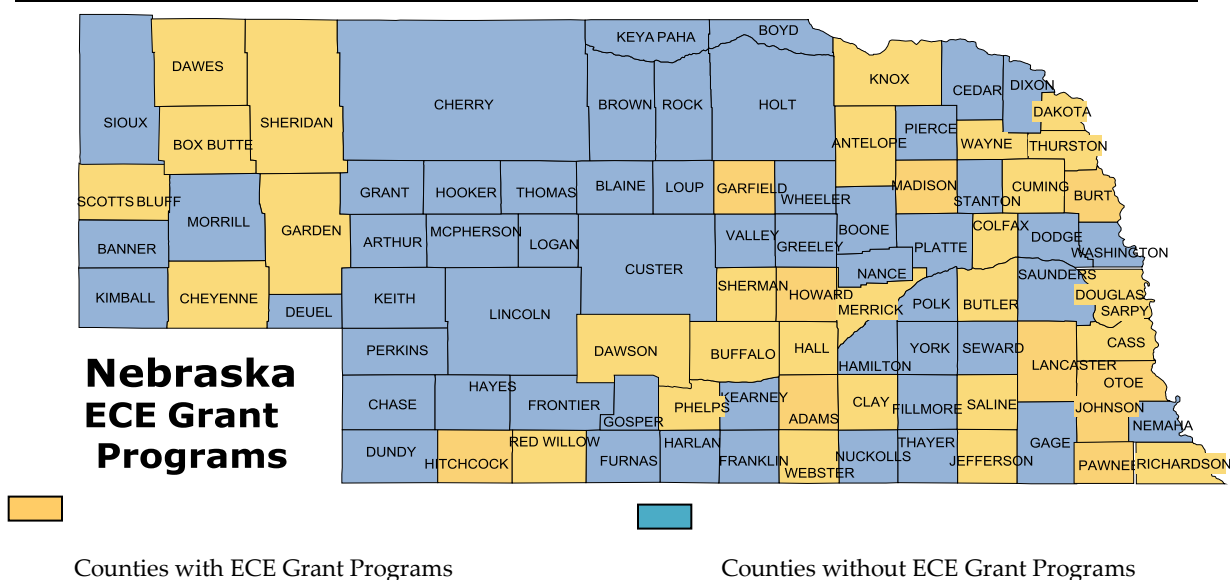 KEYA PAHA
BOYD
DAWES
KNOX
CEDAR
DIXON
CHERRY
BROWN
ROCK
HOLT
DAKOTA
SIOUX
SHERIDAN
PIERCE
BOX BUTTE
ANTELOPE
WAYNE
THURSTON
GRANT
HOOKER
THOMAS
BLAINE
LOUP
GARFIELD
WHEELER
MADISON
STANTON
CUMING
BURT
SCOTTS BLUFF
MORRILL
GARDEN
ARTHUR
MCPHERSON
LOGAN
VALLEY
GREELEY
BOONE
PLATTE
COLFAX
DODGE
WASHINGTON
BANNER
CUSTER
NANCE
SAUNDERS
KIMBALL
CHEYENNE
DEUEL
KEITH
LINCOLN
SHERMAN
HOWARD
MERRICK
POLK
BUTLER
DOUGLAS
SARPY
PERKINS
DAWSON
BUFFALO
HALL
HAMILTON
YORK
SEWARD
LANCASTER
CASS
OTOE
Nebraska
ECE Grant
Programs
CHASE
HAYES
FRONTIER
GOSPER
PHELPS
KEARNEY
ADAMS
CLAY
FILLMORE
SALINE
JOHNSON
NEMAHA
DUNDY
HITCHCOCK
RED WILLOW
FURNAS
HARLAN
FRANKLIN
WEBSTER
NUCKOLLS
THAYER
JEFFERSON
GAGE
PAWNEE
RICHARDSON
Counties with ECE Grant Programs
Counties without ECE Grant Programs